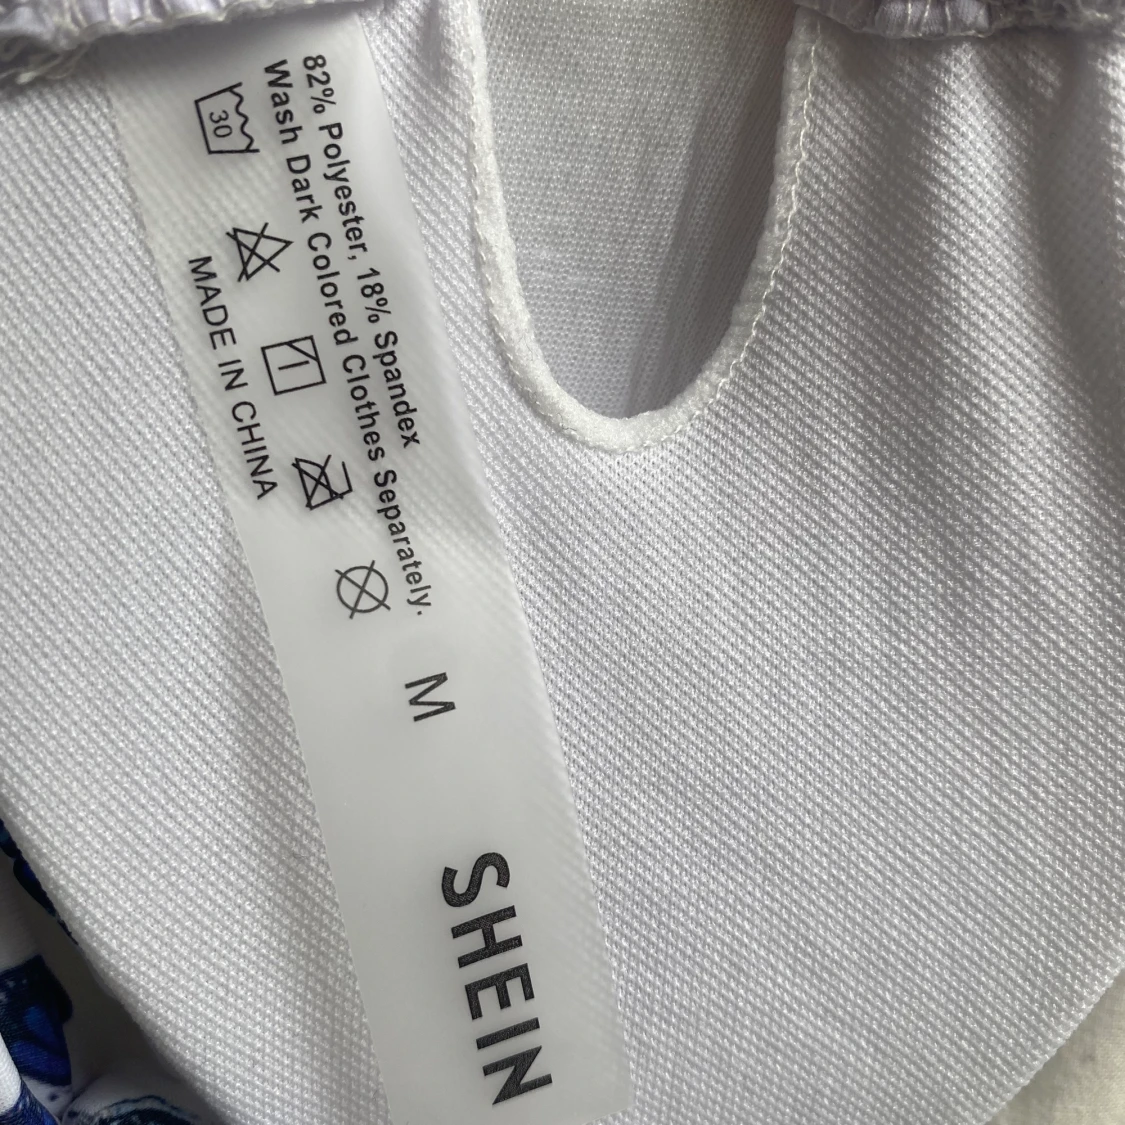 82% Polyester, 18% Spandex
Wash Dark Colored Clothes Separately.
30
MADE IN CHINA
M
SHEIN